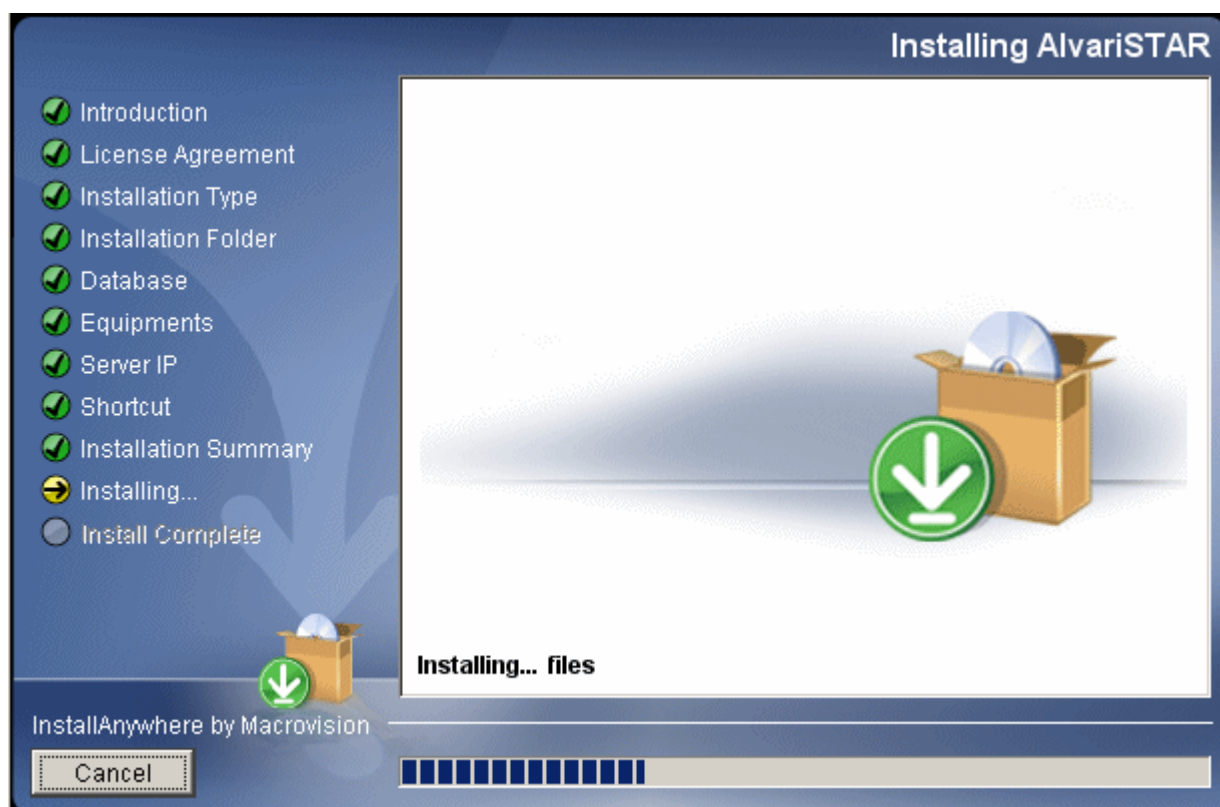 Installing AlvariSTAR
Introduction
License Agreement
Installation Type
Installation Folder
Database
Equipments
Server IP
Shortcut
Installation Summary
Installing...
Install Complete
Installing... files
InstallAnywhere by Macrovision
Cancel